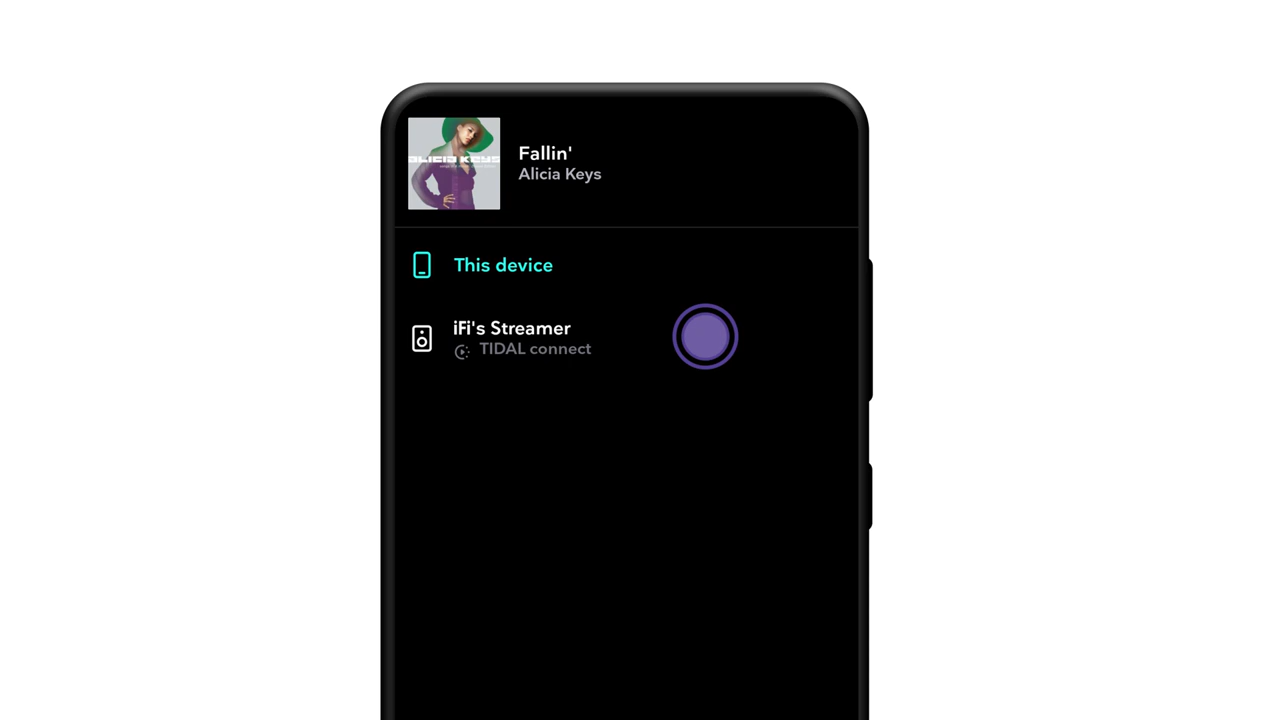 ALICIA KEYS
Fallin'
Alicia Keys
This device
iFi's Streamer
TIDAL connect